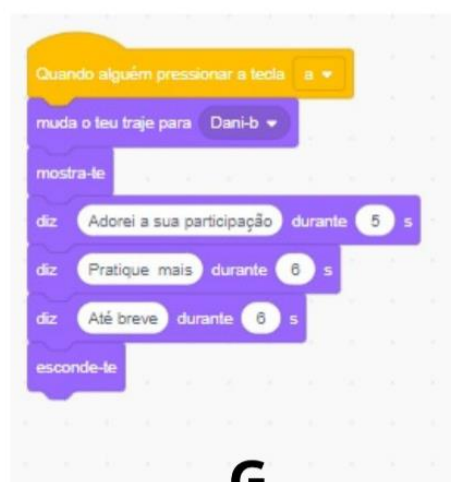 Quando alguém pressionar a tecla a
muda o teu traje para Dani-b
mostra-te
diz Adorei a sua participação durante 5 s
diz Pratique mais durante 6 s
diz Até breve durante 6 s
esconde-te
G